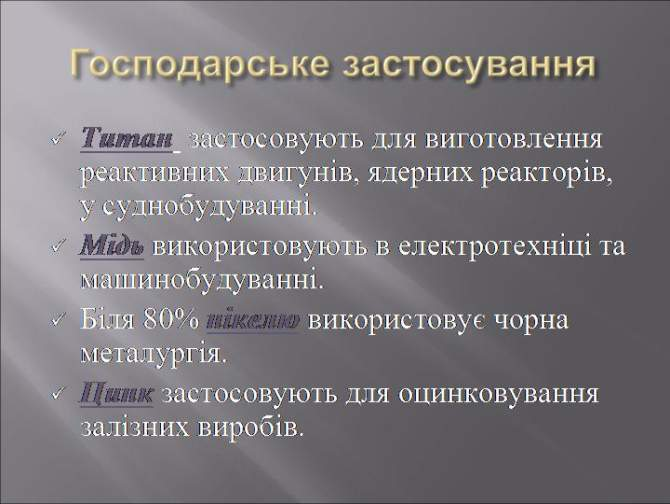 Господарське застосування
Титан застосовують для виготовлення
реактивних двигунів, ядерних реакторів,
у суднобудуванні.
Мідь використовують в електротехніці та
машинобудуванні.
Біля 80% нікелю використовує чорна
металургія.
Цинк застосовують для оцинковування
залізних виробів.